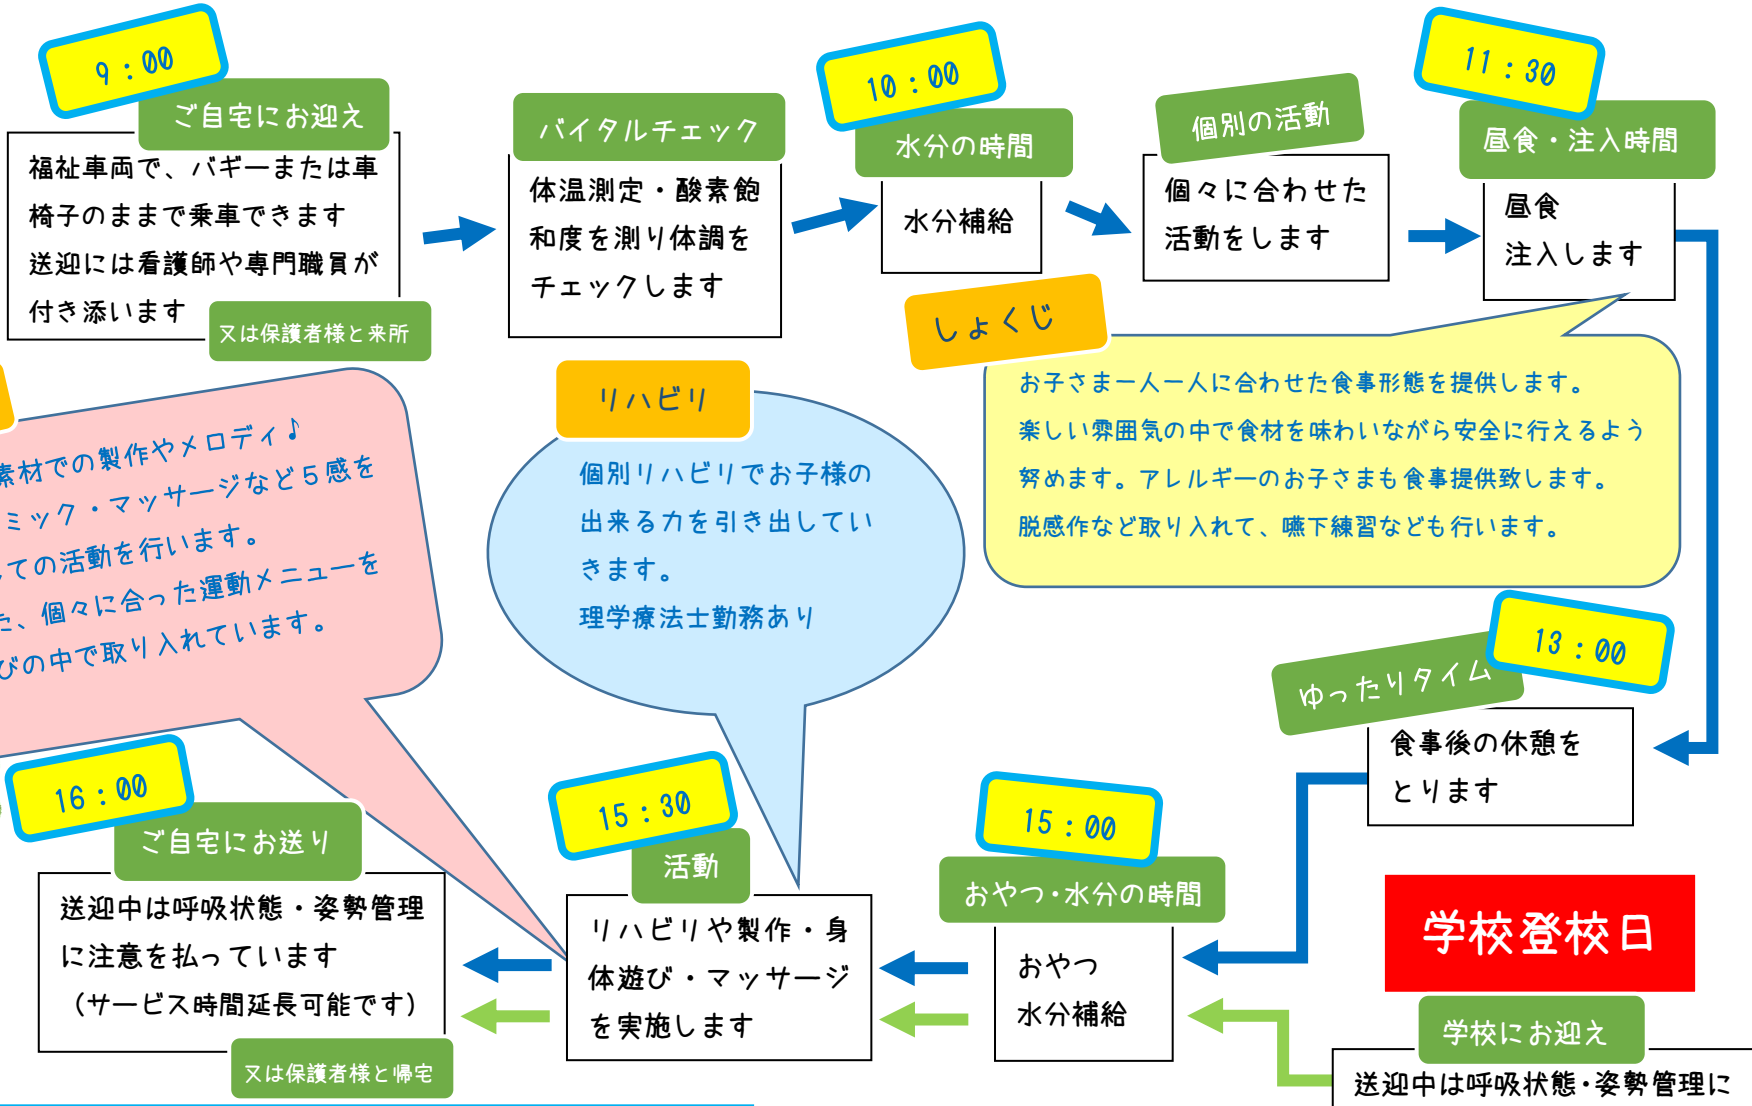 9：00
ご自宅にお迎え
福祉車両で、バギーまたは車
椅子のままで乗車できます
送迎には看護師や専門職員が
付き添います
又は保護者様と来所
バイタルチェック
体温測定・酸素飽
和度を測り体調を
チェックします
10：00
水分の時間
水分補給
個別の活動
個々に合わせた
活動をします
11：30
昼食・注入時間
昼食
注入します
しょくじ
お子さま一人一人に合わせた食事形態を提供します。
楽しい雰囲気の中で食材を味わいながら安全に行えるよう
努めます。アレルギーのお子さまも食事提供致します。
脱感作など取り入れて、嚥下練習なども行います。
リハビリ
個別リハビリでお子様の
出来る力を引き出してい
きます。
理学療法士勤務あり
素材での製作やメロディ♪
ミック・マッサージなど５感を
ての活動を行います。
、個々に合った運動メニューを
びの中で取り入れています。
13：00
ゆったりタイム
食事後の休憩を
とります
15：00
おやつ・水分の時間
おやつ
水分補給
15：30
活動
リハビリや製作・身
体遊び・マッサージ
を実施します
16：00
ご自宅にお送り
送迎中は呼吸状態・姿勢管理
に注意を払っています
（サービス時間延長可能です）
又は保護者様と帰宅
学校登校日
学校にお迎え
送迎中は呼吸状態・姿勢管理に